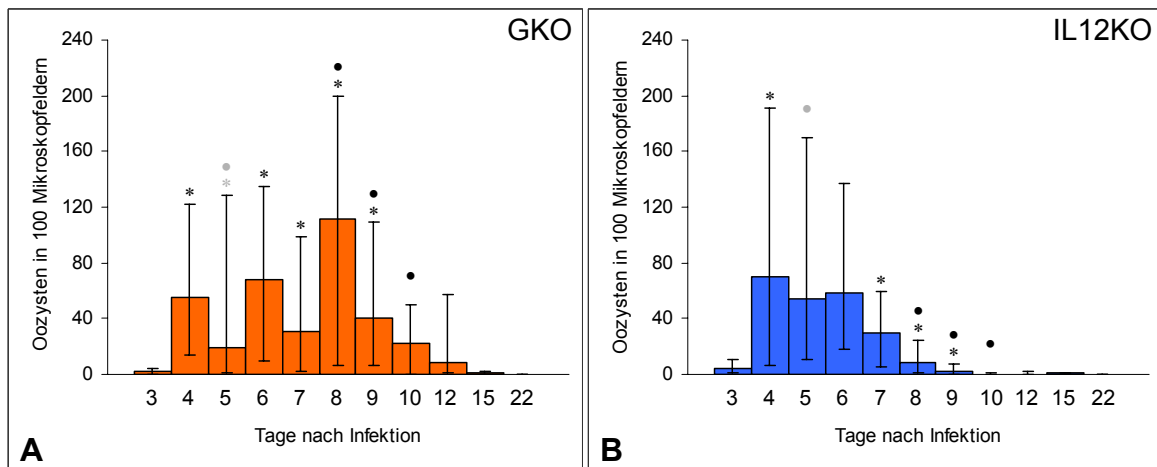 GKO
240
200
160
120
80
40
0
Oozysten in 100 Mikroskopfeldern
* * * * * * *
3 4 5 6 7 8 9 10 12 15 22
Tage nach Infektion
A
IL12KO
240
200
160
120
80
40
0
Oozysten in 100 Mikroskopfeldern
* * * *
3 4 5 6 7 8 9 10 12 15 22
Tage nach Infektion
B